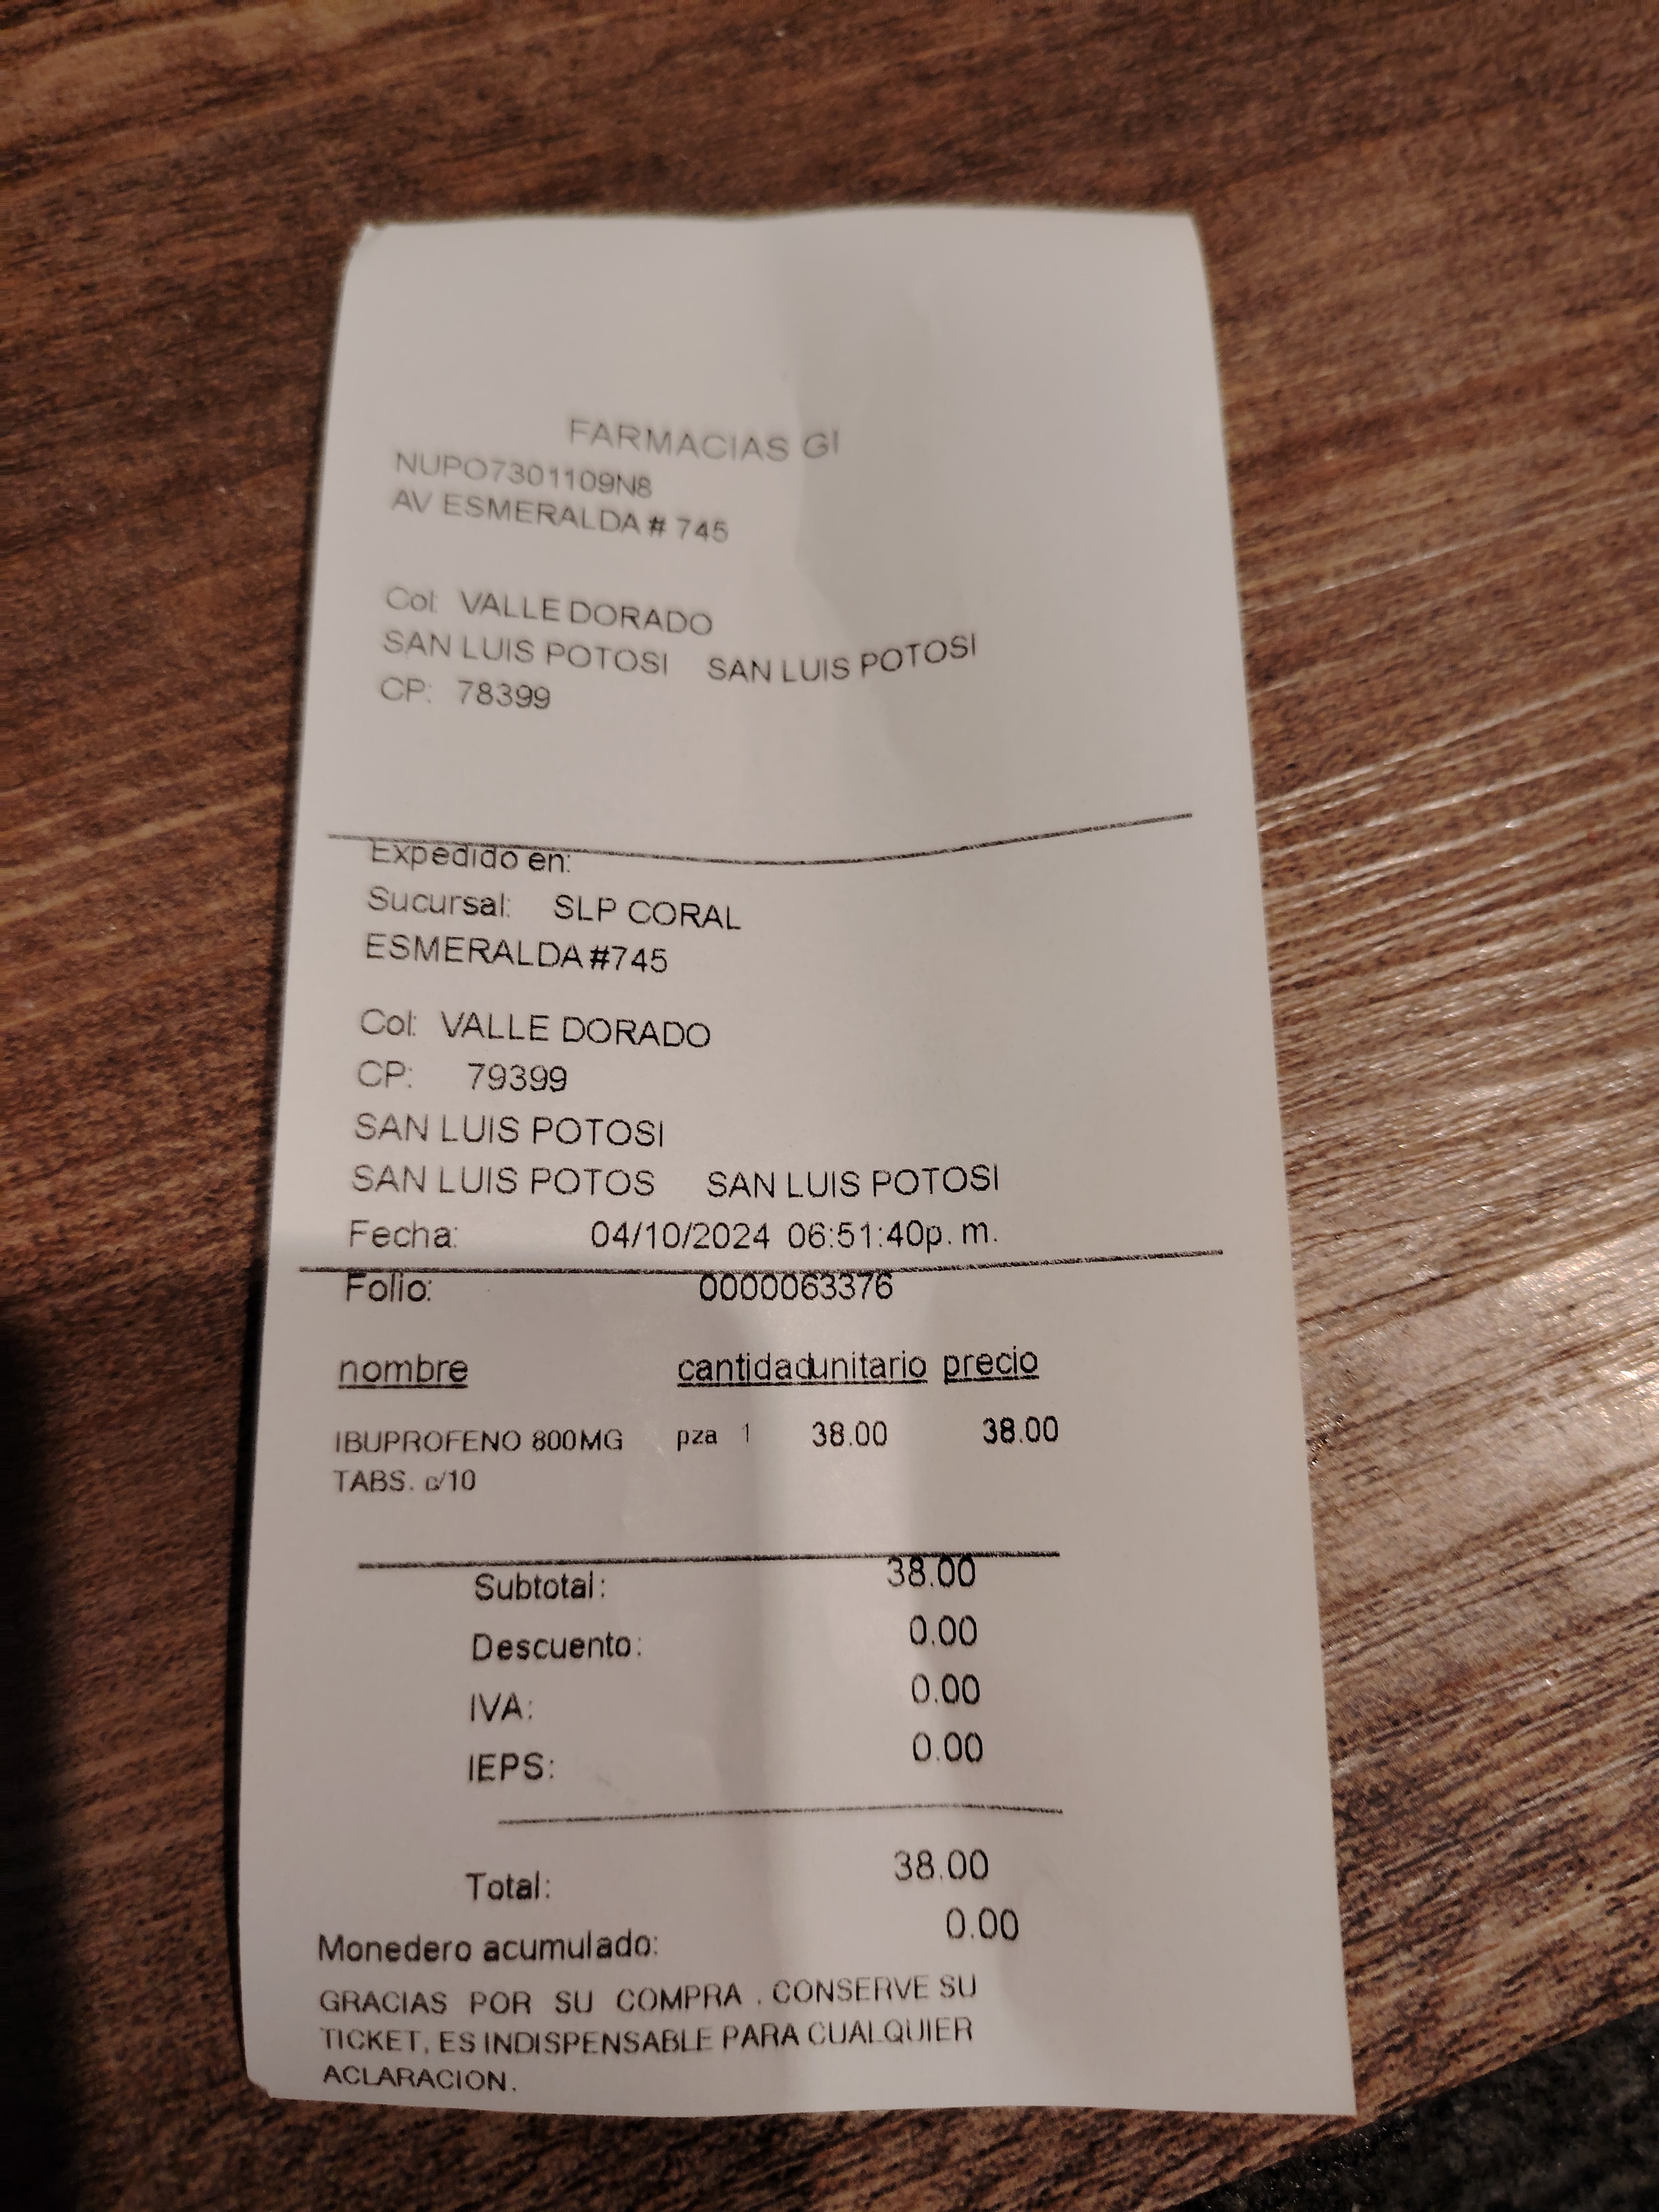 FARMACIAS GI
NUPO7301109N8
AV ESMERALDA # 745
Col: VALLE DORADO
SAN LUIS POTOSI SAN LUIS POTOSI
CP: 78399
Expedido en:
Sucursal: SLP CORAL
ESMERALDA #745
Col: VALLE DORADO
CP: 79399
SAN LUIS POTOSI
SAN LUIS POTOS SAN LUIS POTOSI
Fecha: 04/10/2024 06:51:40p. m.
Folio: 0000063376
nombre cantidad unitario precio
IBUPROFENO 800MG pza 1 38.00 38.00
TABS. c/10
Subtotal: 38.00
Descuento: 0.00
IVA: 0.00
IEPS: 0.00
Total: 38.00
Monedero acumulado: 0.00
GRACIAS POR SU COMPRA . CONSERVE SU
TICKET, ES INDISPENSABLE PARA CUALQUIER
ACLARACION.